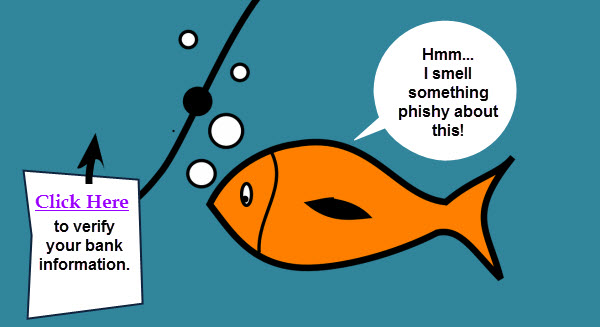 Hmm...
I smell
something
phishy about
this!
Click Here
to verify
your bank
information.